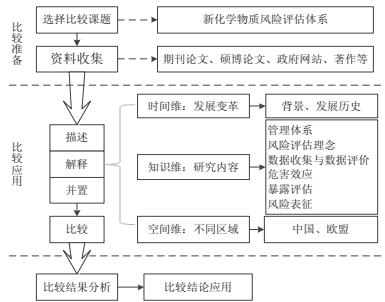 比较准备
选择比较课题
新化学物质风险评估体系
资料收集
期刊论文、硕博论文、政府网站、著作等
比较应用
描述
解释
并置
比较
时间维：发展变革
背景、发展历史
知识维：研究内容
管理体系
风险评估理念
数据收集与数据评价
危害效应
暴露评估
风险表征
空间维：不同区域
中国、欧盟
比较结果分析
比较结论应用